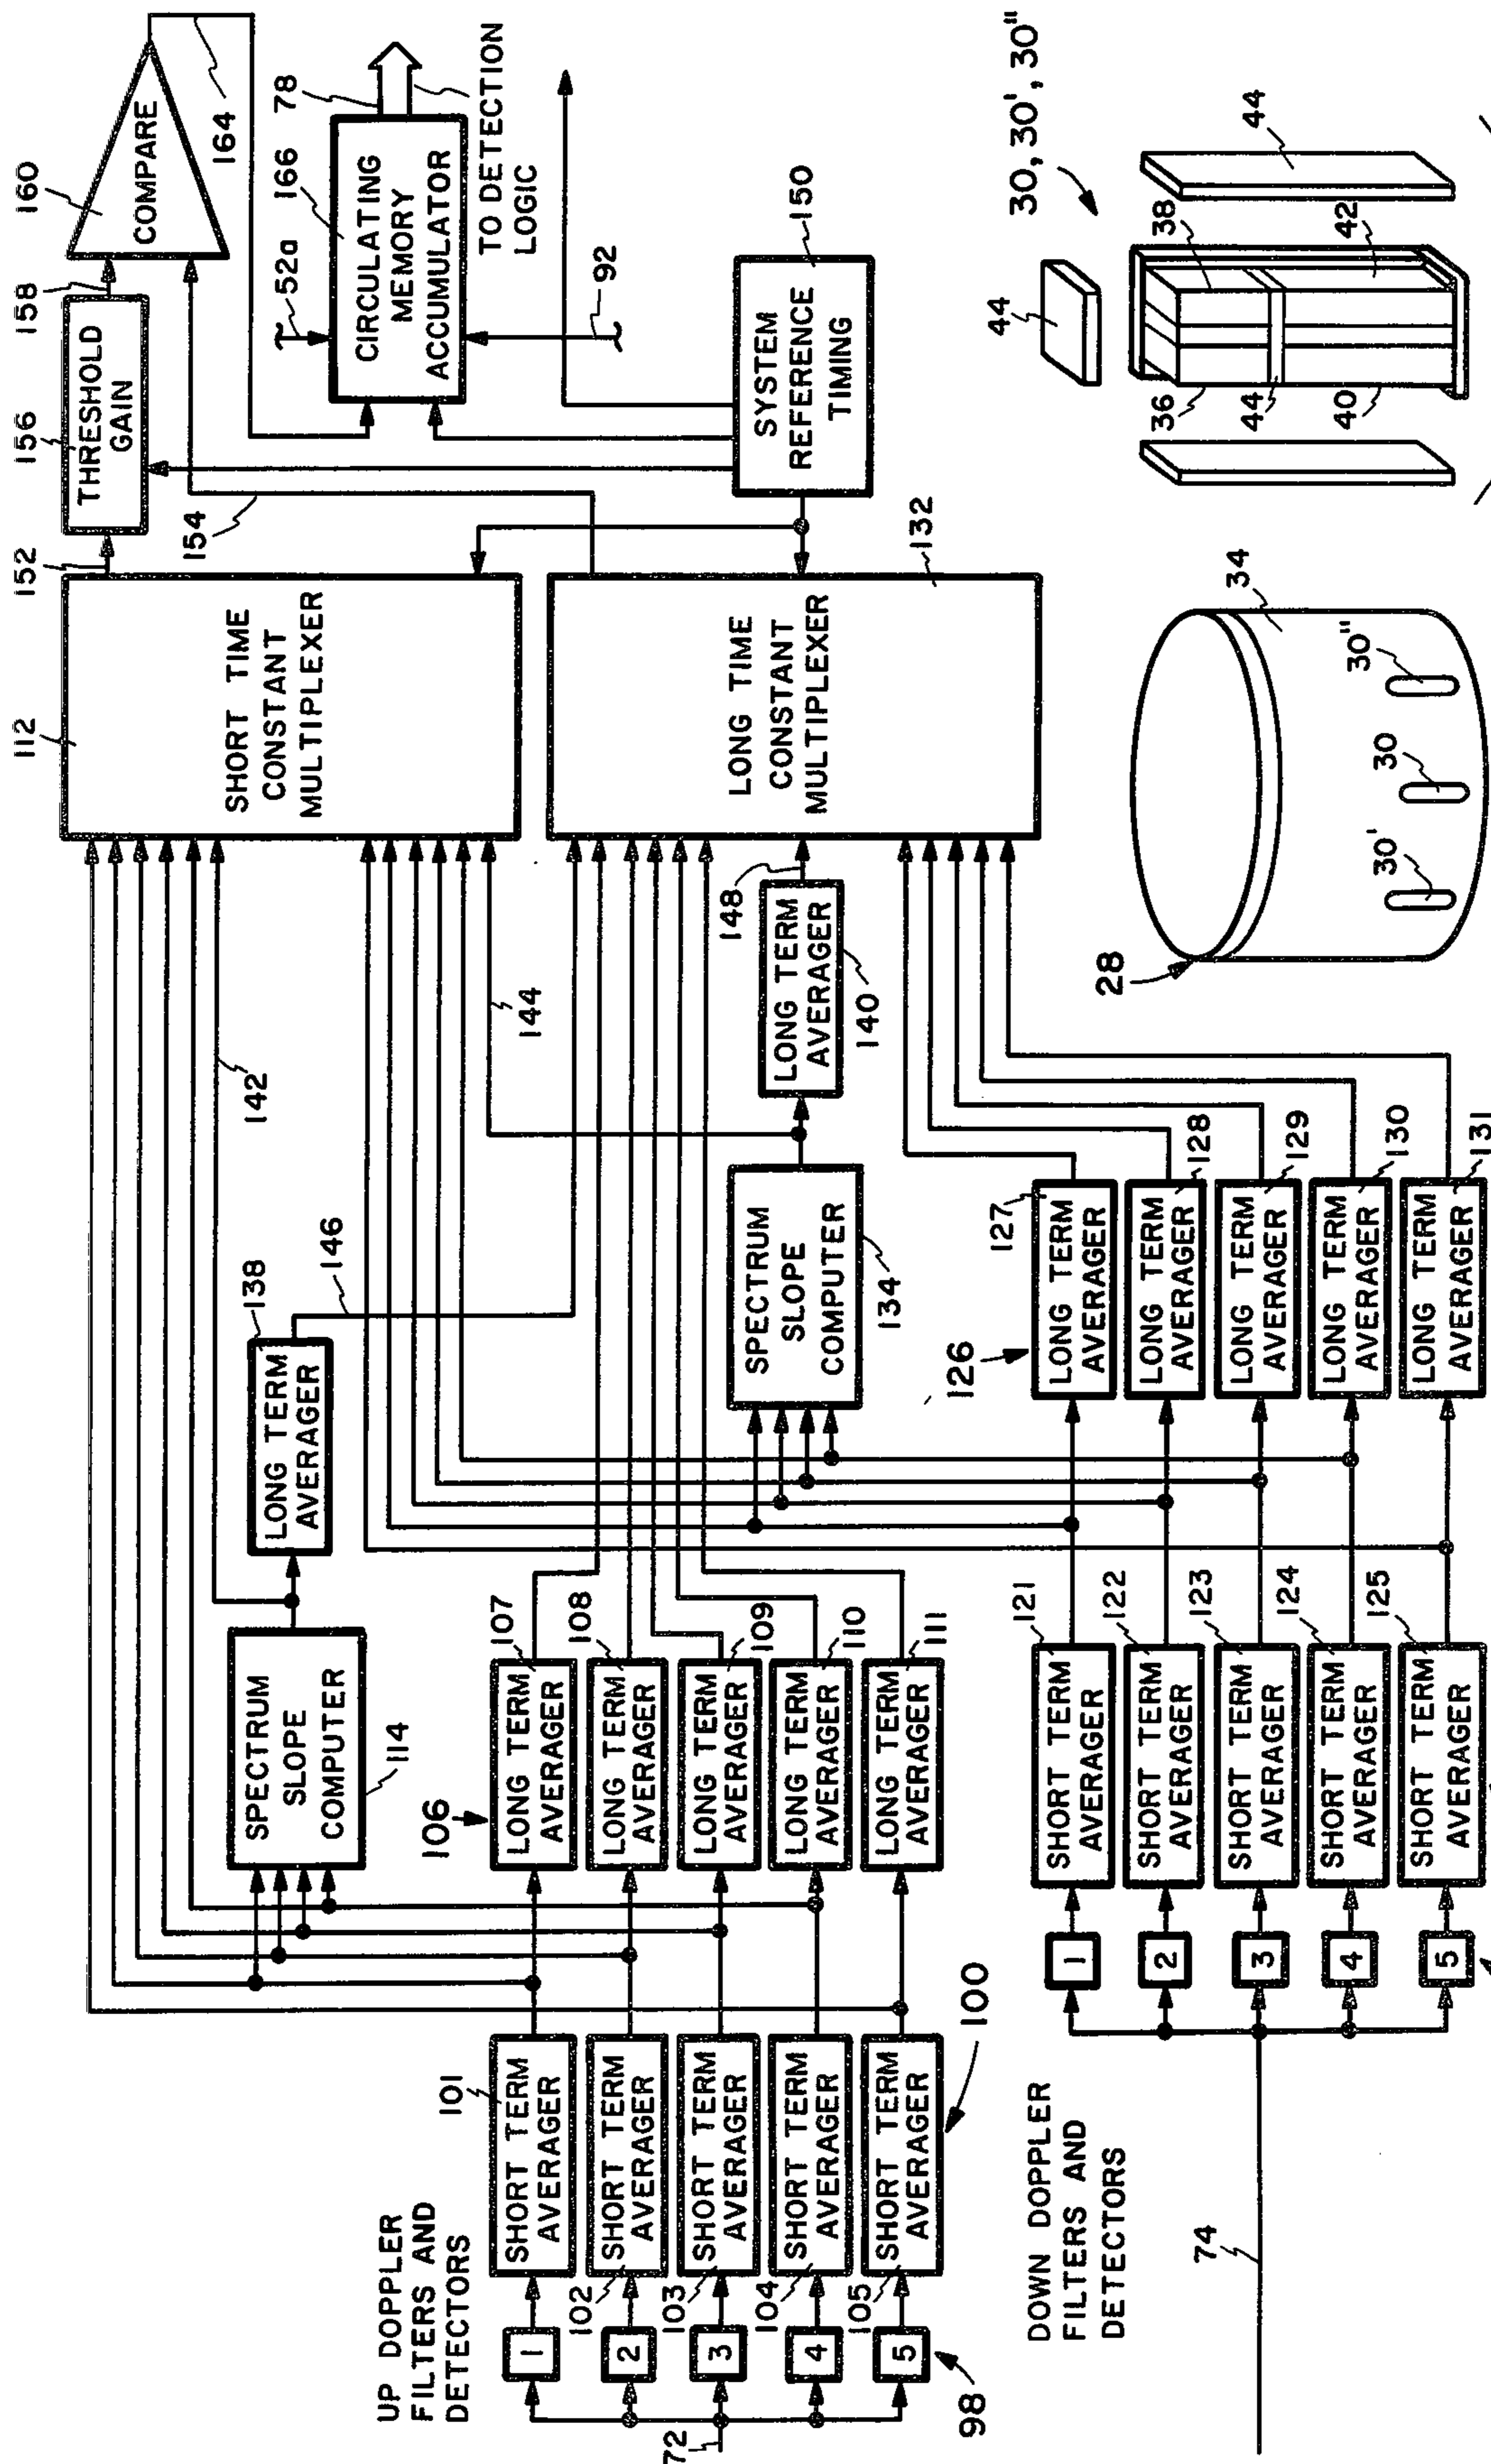 UP DOPPLER
FILTERS AND
DETECTORS
72
1
2
3
4
5
98
SHORT TERM
AVERAGER
101
SHORT TERM
AVERAGER
102
SHORT TERM
AVERAGER
103
SHORT TERM
AVERAGER
104
SHORT TERM
AVERAGER
105
100
SPECTRUM
SLOPE
COMPUTER
114
106
LONG TERM
AVERAGER
107
LONG TERM
AVERAGER
108
LONG TERM
AVERAGER
109
LONG TERM
AVERAGER
110
LONG TERM
AVERAGER
111
LONG TERM
AVERAGER
138
146
142
144
SHORT TIME
CONSTANT
MULTIPLEXER
112
152
THRESHOLD
GAIN
156
158
COMPARE
160
154
164
52a
CIRCULATING
MEMORY
ACCUMULATOR
166
78
TO DETECTION
LOGIC
92
SYSTEM
REFERENCE
TIMING
150
LONG TIME
CONSTANT
MULTIPLEXER
132
SPECTRUM
SLOPE
COMPUTER
134
LONG TERM
AVERAGER
140
148
DOWN DOPPLER
FILTERS AND
DETECTORS
74
1
2
3
4
5
SHORT TERM
AVERAGER
121
SHORT TERM
AVERAGER
122
SHORT TERM
AVERAGER
123
SHORT TERM
AVERAGER
124
SHORT TERM
AVERAGER
125
126
LONG TERM
AVERAGER
127
LONG TERM
AVERAGER
128
LONG TERM
AVERAGER
129
LONG TERM
AVERAGER
130
LONG TERM
AVERAGER
131
28
30'
30
30"
34
30, 30', 30"
44
44
38
36
44
40
42